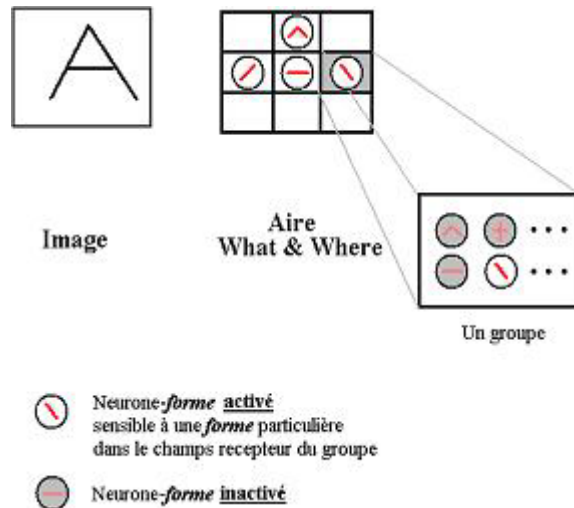 A
Image
Aire
What & Where
Un groupe
Neurone-forme activé
sensible à une forme particulière
dans le champs recepteur du groupe
Neurone-forme inactivé